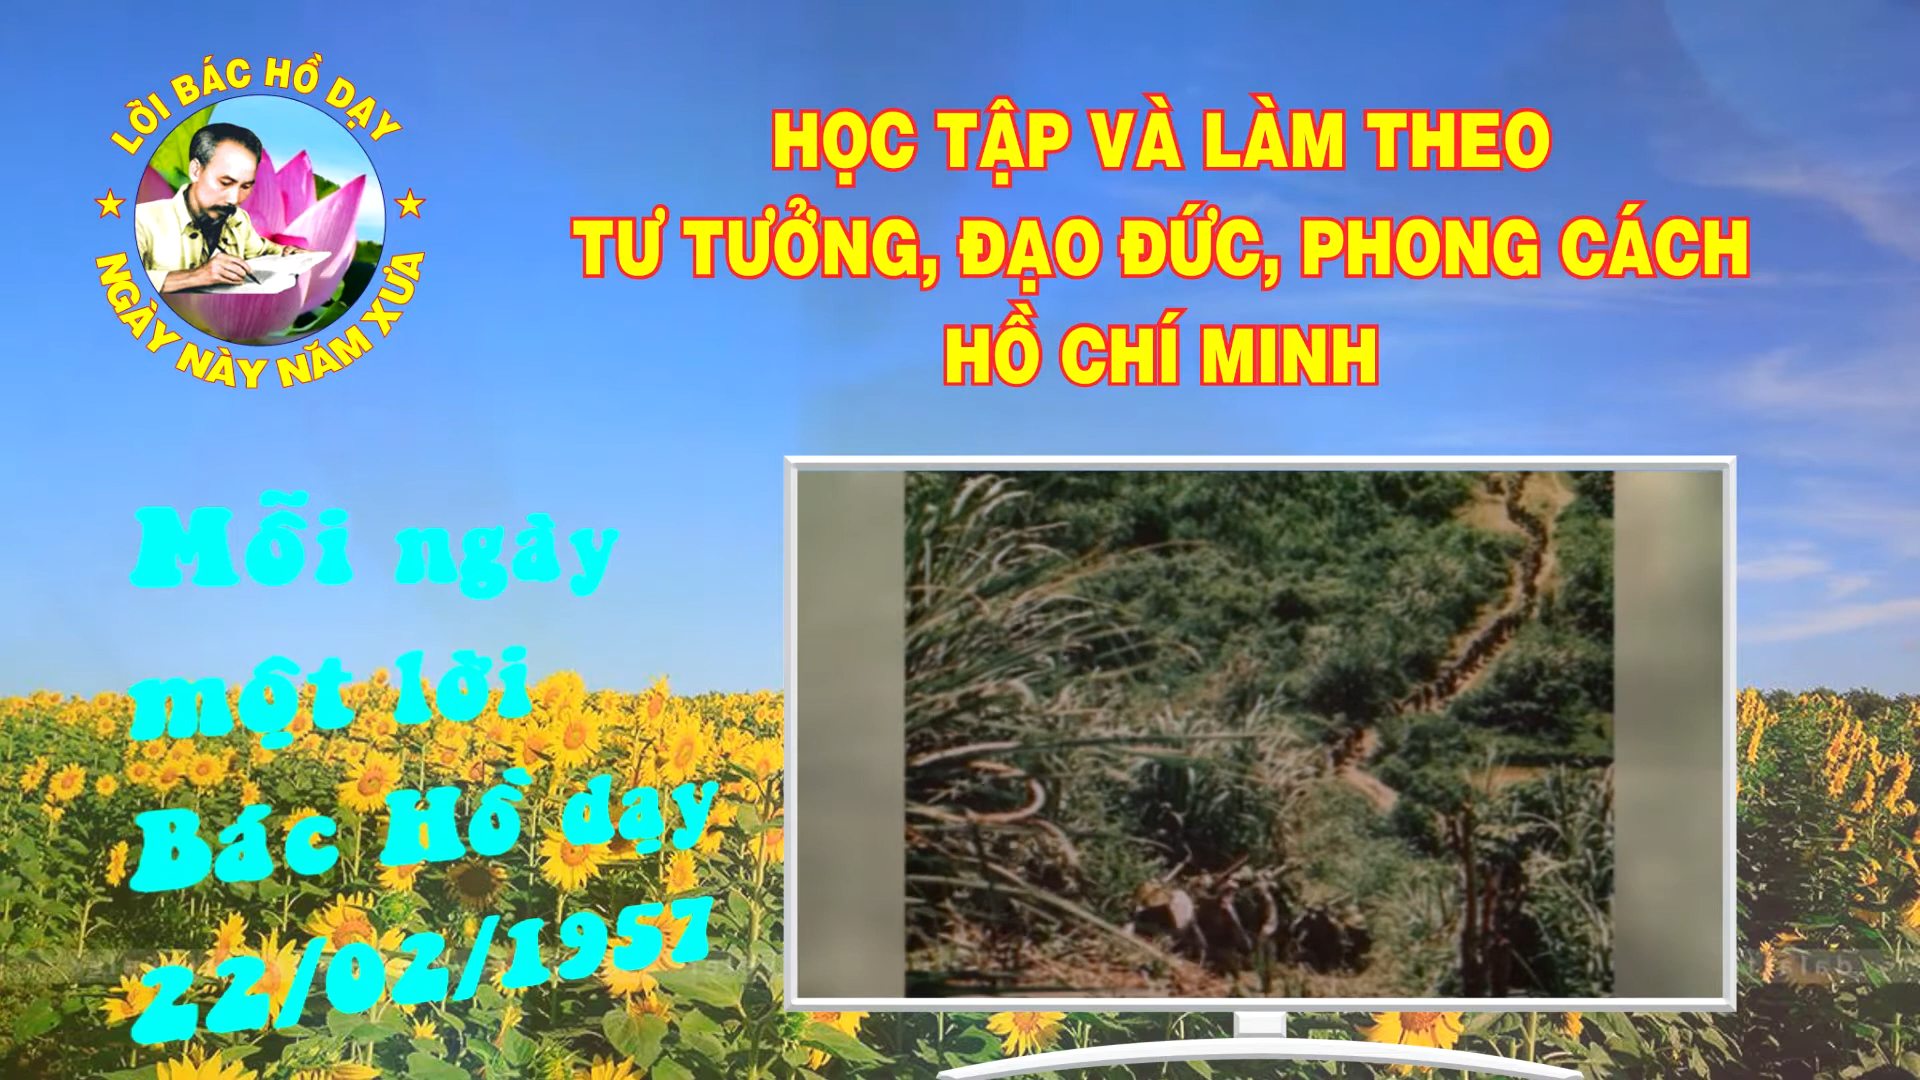 LỜI BÁC HỒ DẠY
NGÀY NÀY NĂM XƯA
HỌC TẬP VÀ LÀM THEO
TƯ TƯỞNG, ĐẠO ĐỨC, PHONG CÁCH
HỒ CHÍ MINH
Mỗi ngày
một lời
Bác Hồ dạy
22/02/1957